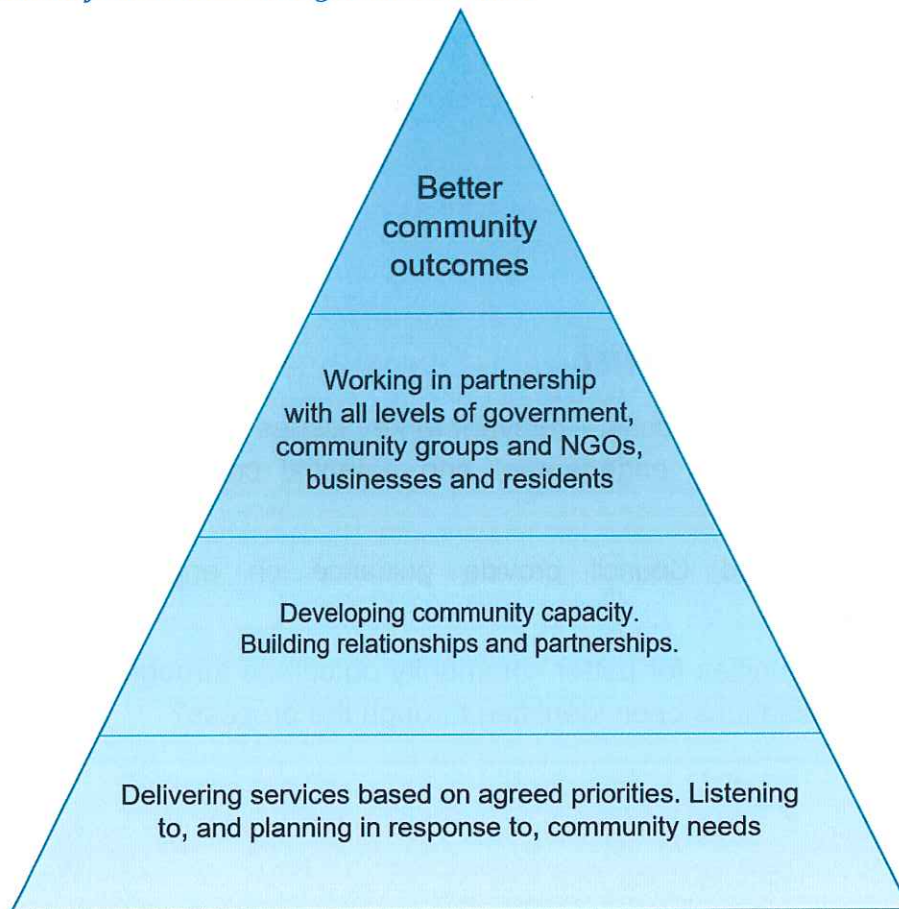 Better
community
outcomes
Working in partnership
with all levels of government,
community groups and NGOs,
businesses and residents
Developing community capacity.
Building relationships and partnerships.
Delivering services based on agreed priorities. Listening
to, and planning in response to, community needs